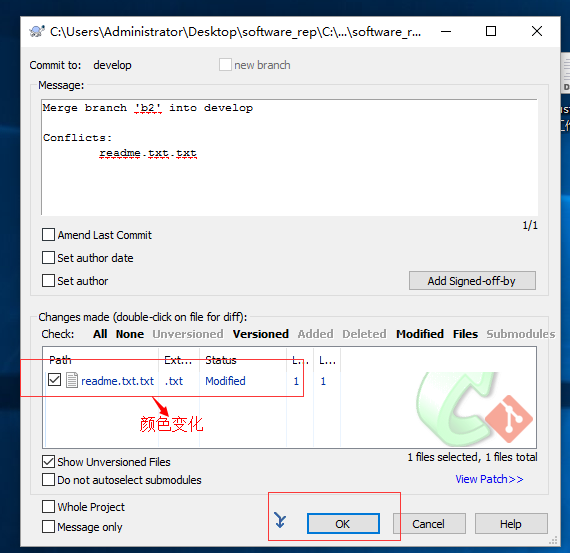 C:\Users\Administrator\Desktop\software_rep\C:\...\software_r...
Commit to: develop new branch
Message:
Merge branch 'b2' into develop
Conflicts:
readme.txt.txt
1/1
Amend Last Commit
Set author date
Set author
Add Signed-off-by
Changes made (double-click on file for diff):
Check: All None Unversioned Versioned Added Deleted Modified Files Submodules
Path Ext... Status L... L...
readme.txt.txt .txt Modified 1 1
颜色变化
1 files selected, 1 files total
Show Unversioned Files
Do not autoselect submodules
View Patch>>
Whole Project
Message only
OK Cancel Help